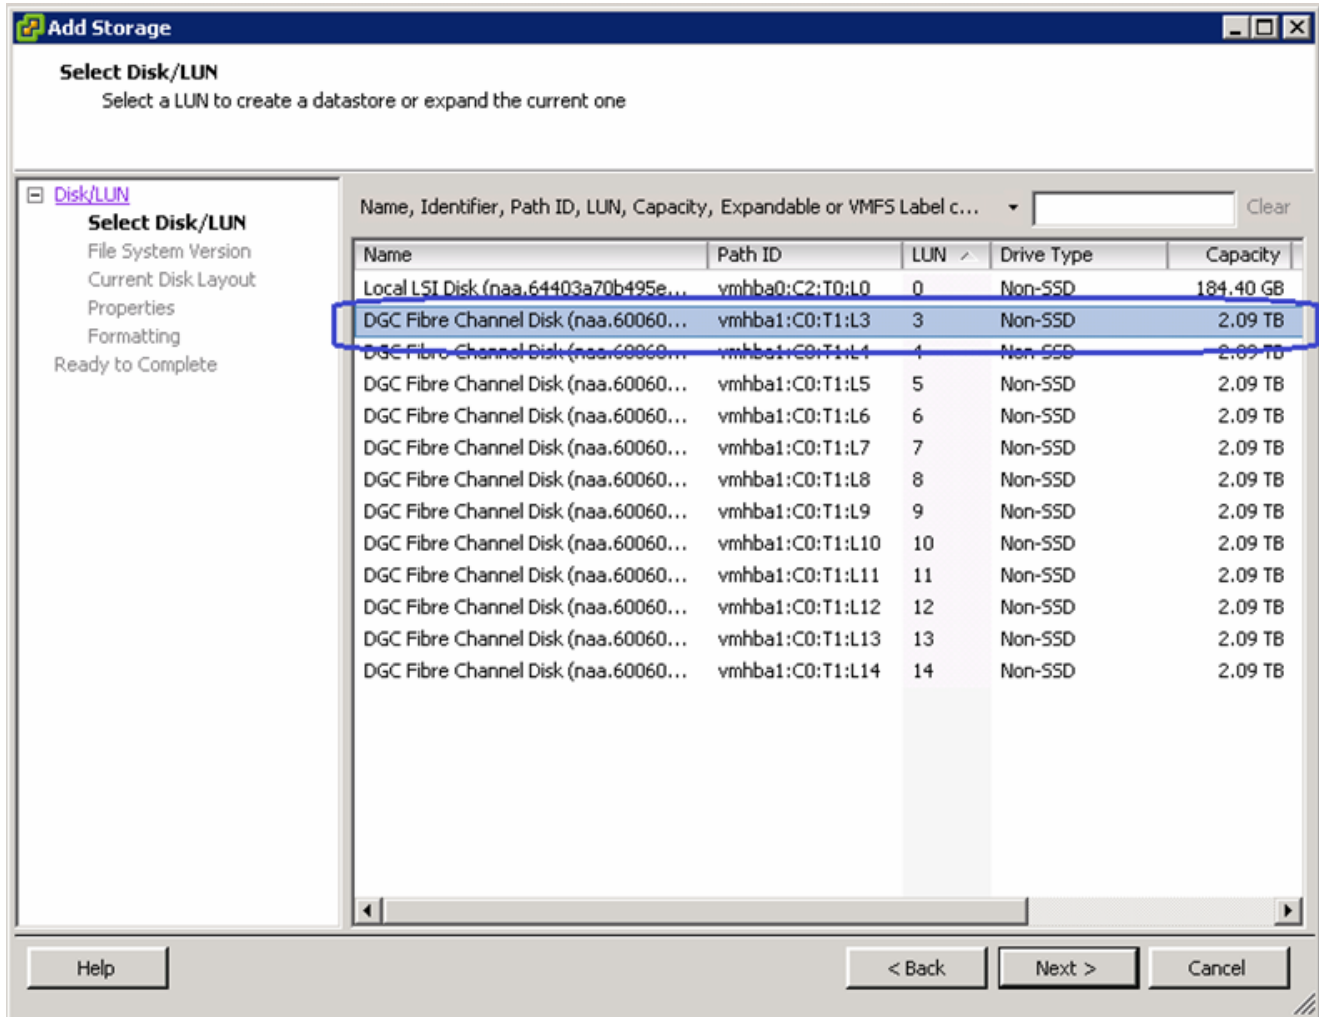 Add Storage
Select Disk/LUN
Select a LUN to create a datastore or expand the current one
Disk/LUN
Select Disk/LUN
File System Version
Current Disk Layout
Properties
Formatting
Ready to Complete
Name, Identifier, Path ID, LUN, Capacity, Expandable or VMFS Label c... Clear
Name Path ID LUN Drive Type Capacity
Local LSI Disk (naa.64403a70b495e... vmhba0:C2:T0:L0 0 Non-SSD 184.40 GB
DGC Fibre Channel Disk (naa.60060... vmhba1:C0:T1:L3 3 Non-SSD 2.09 TB
DGC Fibre Channel Disk (naa.60060... vmhba1:C0:T1:L4 4 Non-SSD 2.09 TB
DGC Fibre Channel Disk (naa.60060... vmhba1:C0:T1:L5 5 Non-SSD 2.09 TB
DGC Fibre Channel Disk (naa.60060... vmhba1:C0:T1:L6 6 Non-SSD 2.09 TB
DGC Fibre Channel Disk (naa.60060... vmhba1:C0:T1:L7 7 Non-SSD 2.09 TB
DGC Fibre Channel Disk (naa.60060... vmhba1:C0:T1:L8 8 Non-SSD 2.09 TB
DGC Fibre Channel Disk (naa.60060... vmhba1:C0:T1:L9 9 Non-SSD 2.09 TB
DGC Fibre Channel Disk (naa.60060... vmhba1:C0:T1:L10 10 Non-SSD 2.09 TB
DGC Fibre Channel Disk (naa.60060... vmhba1:C0:T1:L11 11 Non-SSD 2.09 TB
DGC Fibre Channel Disk (naa.60060... vmhba1:C0:T1:L12 12 Non-SSD 2.09 TB
DGC Fibre Channel Disk (naa.60060... vmhba1:C0:T1:L13 13 Non-SSD 2.09 TB
DGC Fibre Channel Disk (naa.60060... vmhba1:C0:T1:L14 14 Non-SSD 2.09 TB
Help < Back Next > Cancel